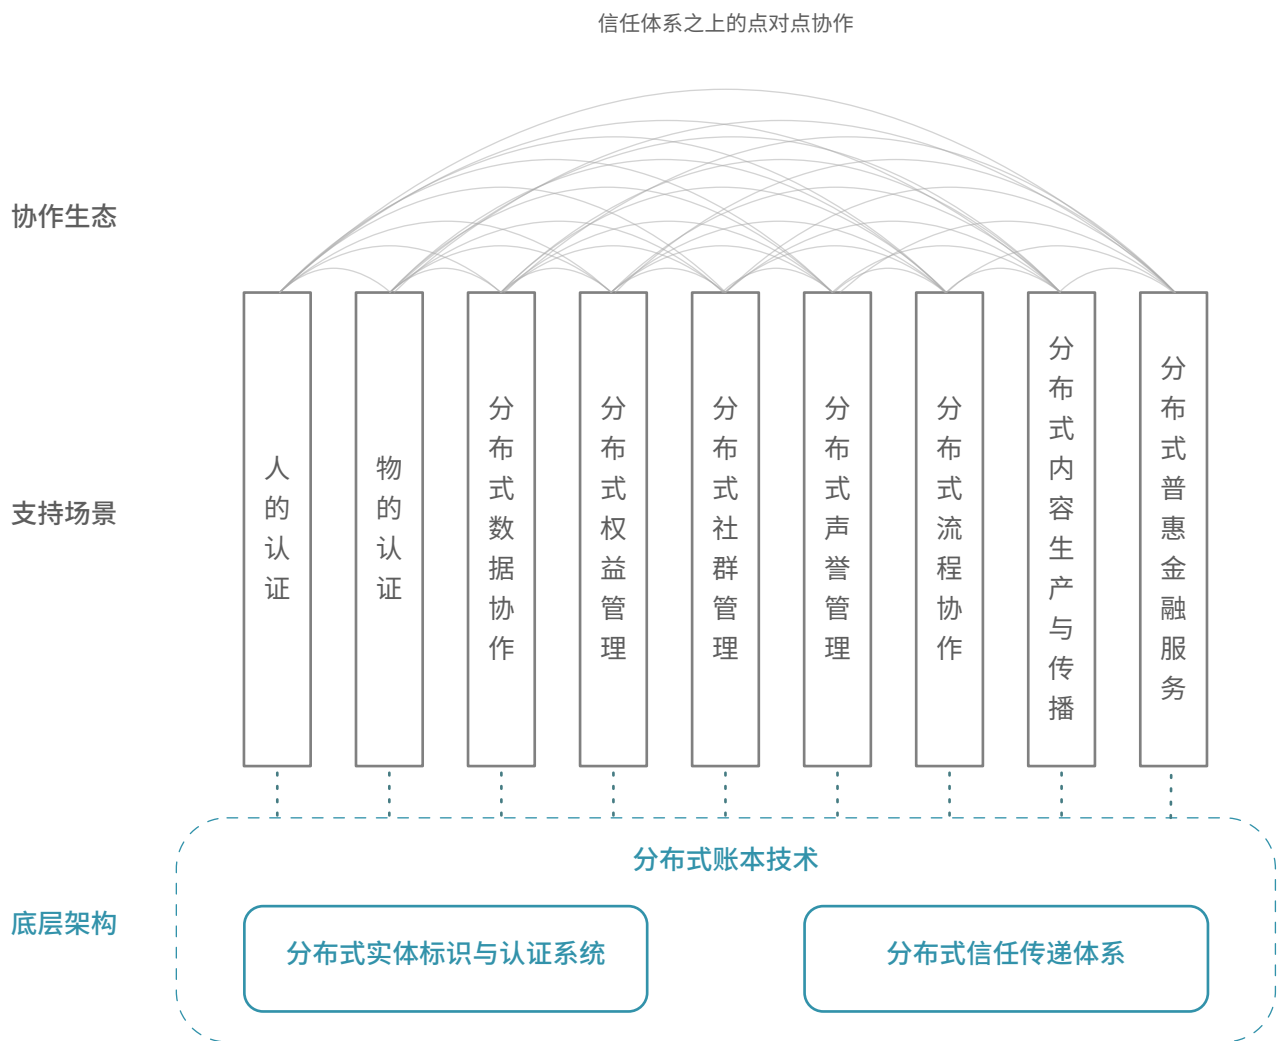 信任体系之上的点对点协作
协作生态
支持场景
人的认证
物的认证
分布式数据协作
分布式权益管理
分布式社群管理
分布式声誉管理
分布式流程协作
分布式内容生产与传播
分布式普惠金融服务
分布式账本技术
底层架构
分布式实体标识与认证系统
分布式信任传递体系